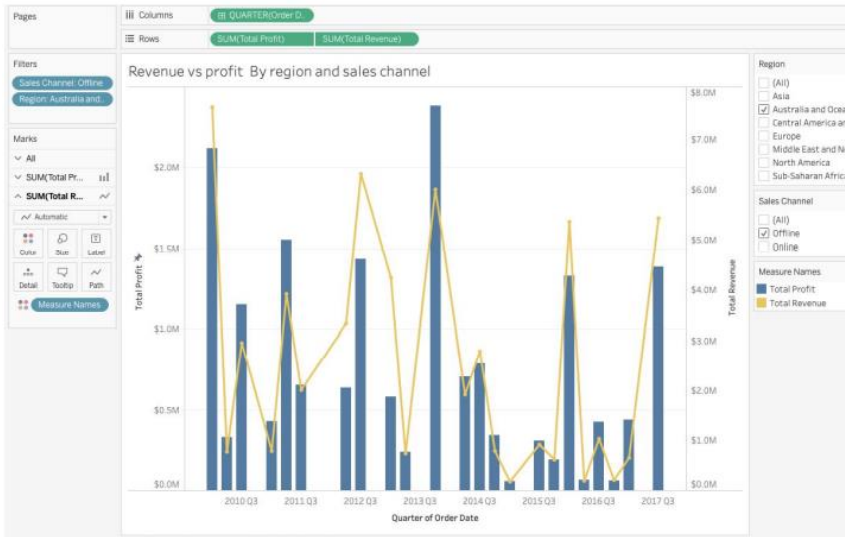 Pages
Columns
QUARTER(Order D..
Rows
SUM(Total Profit)
SUM(Total Revenue)
Filters
Sales Channel: Offline
Region: Australia and..
Marks
All
SUM(Total Pr...
SUM(Total R...
Automatic
Color
Size
Label
Detail
Tooltip
Path
Measure Names
Revenue vs profit By region and sales channel
$2.0M
$1.5M
$1.0M
$0.5M
$0.0M
Total Profit
$8.0M
$7.0M
$6.0M
$5.0M
$4.0M
$3.0M
$2.0M
$1.0M
$0.0M
Total Revenue
2010 Q3
2011 Q3
2012 Q3
2013 Q3
2014 Q3
2015 Q3
2016 Q3
2017 Q3
Quarter of Order Date
Region
(All)
Asia
Australia and Ocea
Central America an
Europe
Middle East and N
North America
Sub-Saharan Afric
Sales Channel
(All)
Offline
Online
Measure Names
Total Profit
Total Revenue